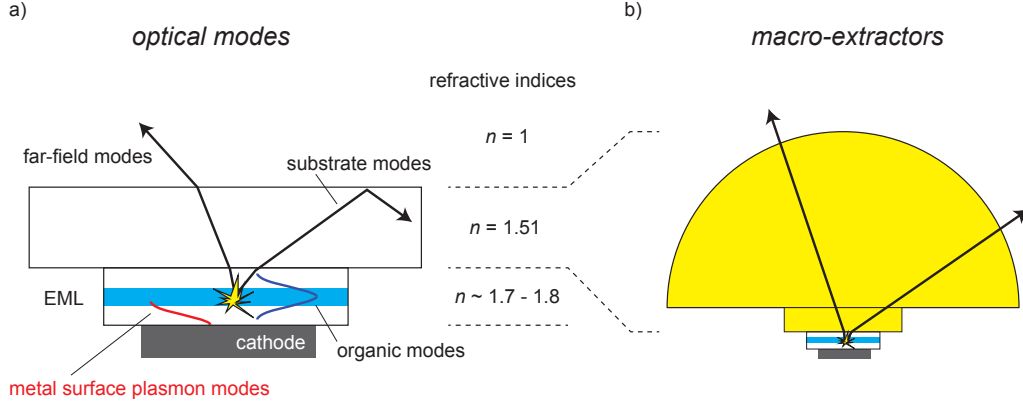 a)
optical modes
b)
macro-extractors
refractive indices
far-field modes
substrate modes
n = 1
n = 1.51
EML
n ~ 1.7 - 1.8
cathode
organic modes
metal surface plasmon modes